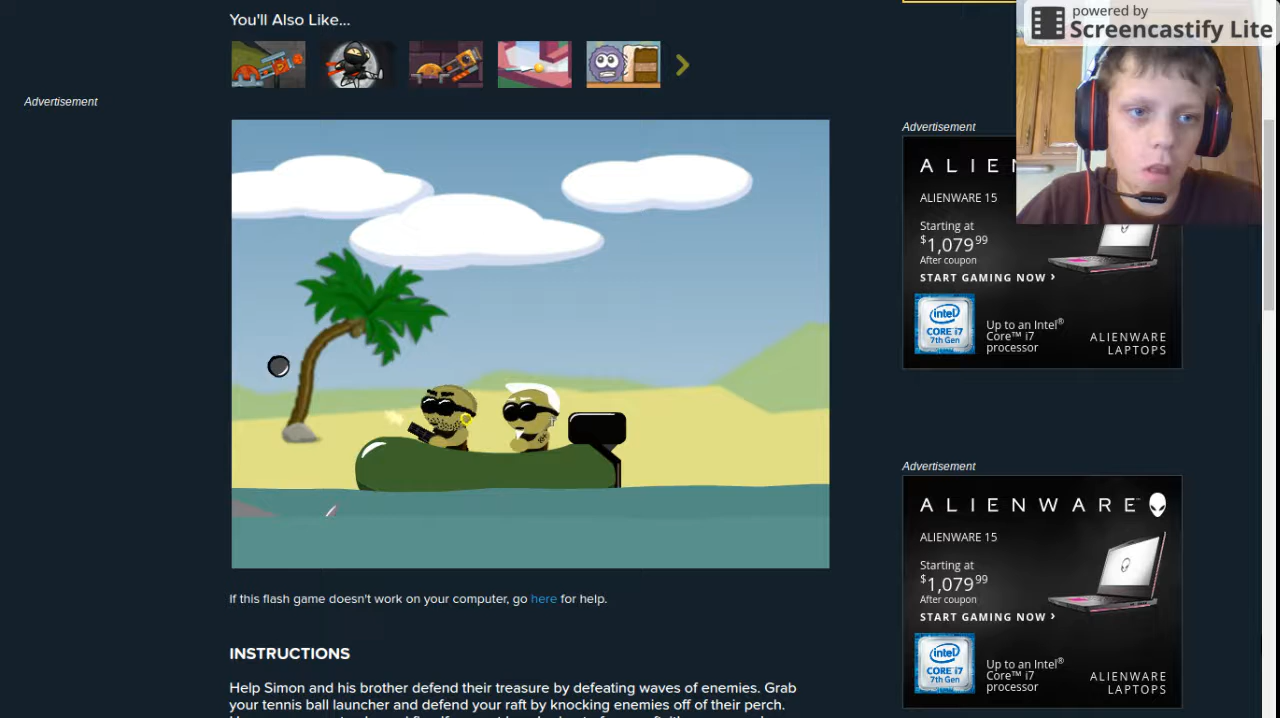 You'll Also Like...
powered by
Screencastify Lite
Advertisement
Advertisement
ALIEN
ALIENWARE 15
Starting at
$1,079.99
After coupon
START GAMING NOW ›
intel
CORE i7
7th Gen
Up to an Intel®
Core™ i7
processor
ALIENWARE
LAPTOPS
Advertisement
ALIENWARE™
ALIENWARE 15
Starting at
$1,079.99
After coupon
START GAMING NOW ›
intel
CORE i7
7th Gen
Up to an Intel®
Core™ i7
processor
ALIENWARE
LAPTOPS
If this flash game doesn't work on your computer, go here for help.
INSTRUCTIONS
Help Simon and his brother defend their treasure by defeating waves of enemies. Grab
your tennis ball launcher and defend your raft by knocking enemies off of their perch.